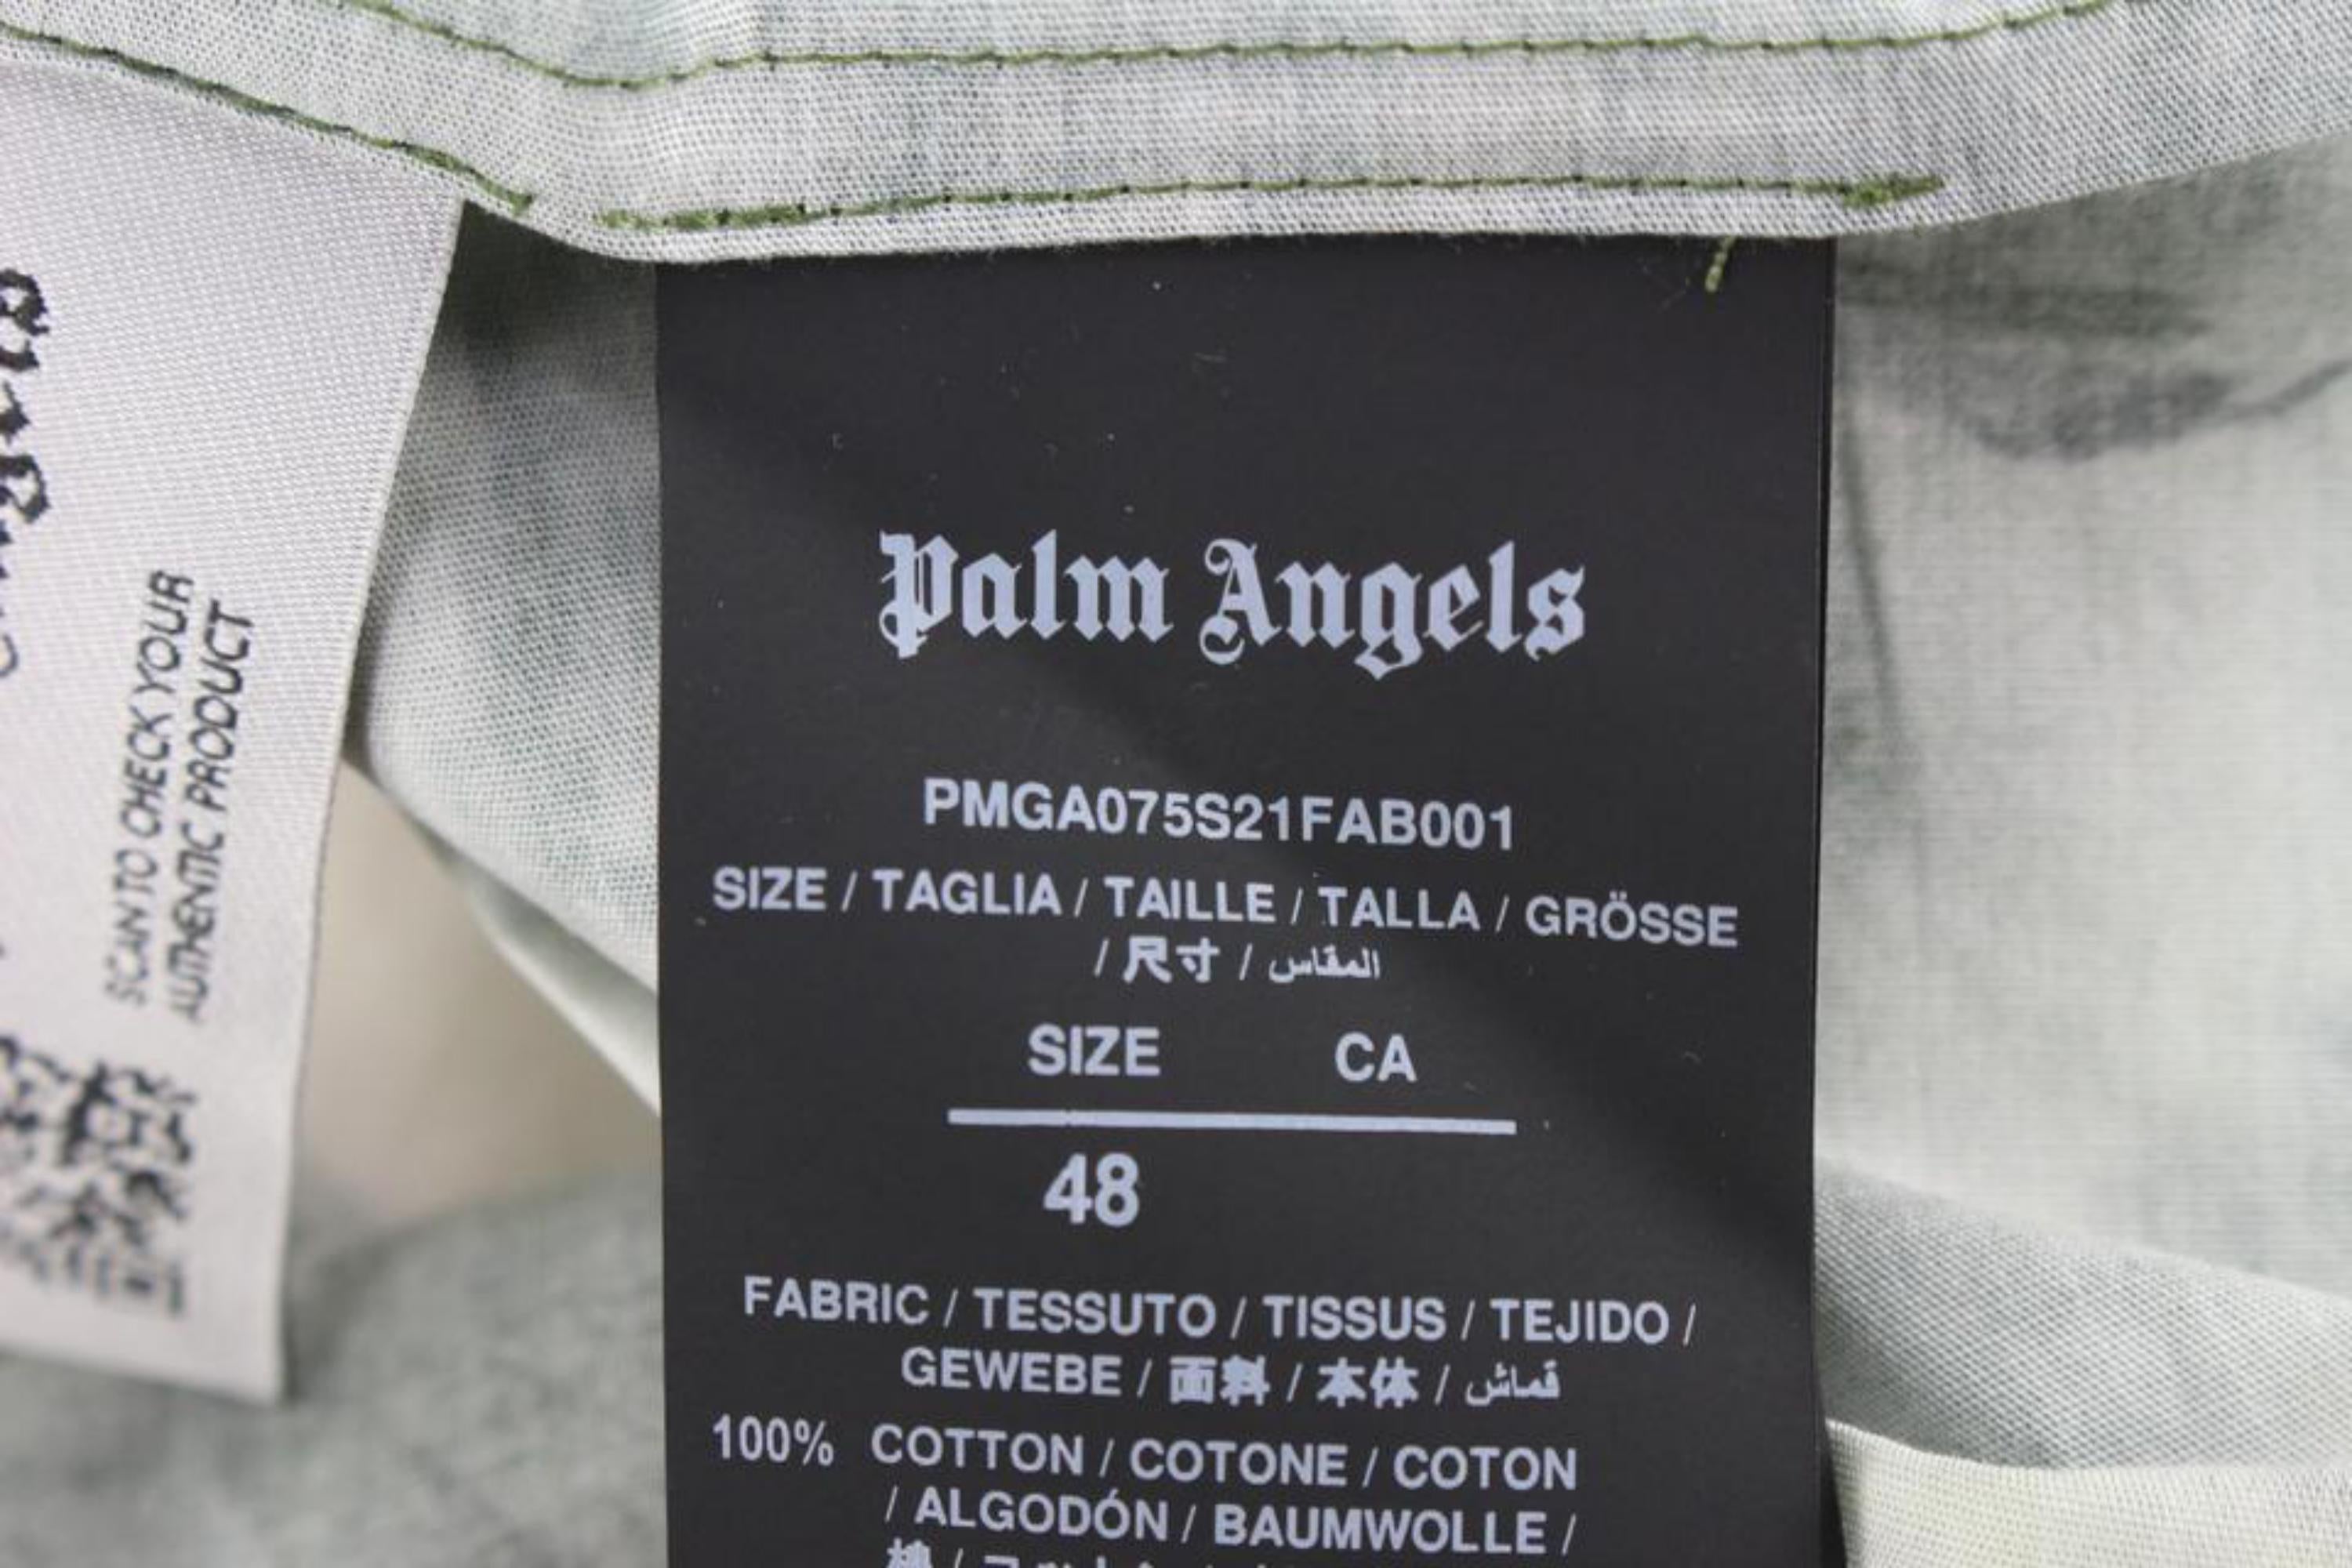 SCAN TO CHECK YOUR
AUTHENTIC PRODUCT
Palm Angels
PMGA075S21FAB001
SIZE / TAGLIA / TAILLE / TALLA / GRÖSSE
/ 尺寸 / المقاس
SIZE CA
48
FABRIC / TESSUTO / TISSUS / TEJIDO /
GEWEBE / 面料 / 本体 / قماش
100% COTTON / COTONE / COTON
/ ALGODÓN / BAUMWOLLE /